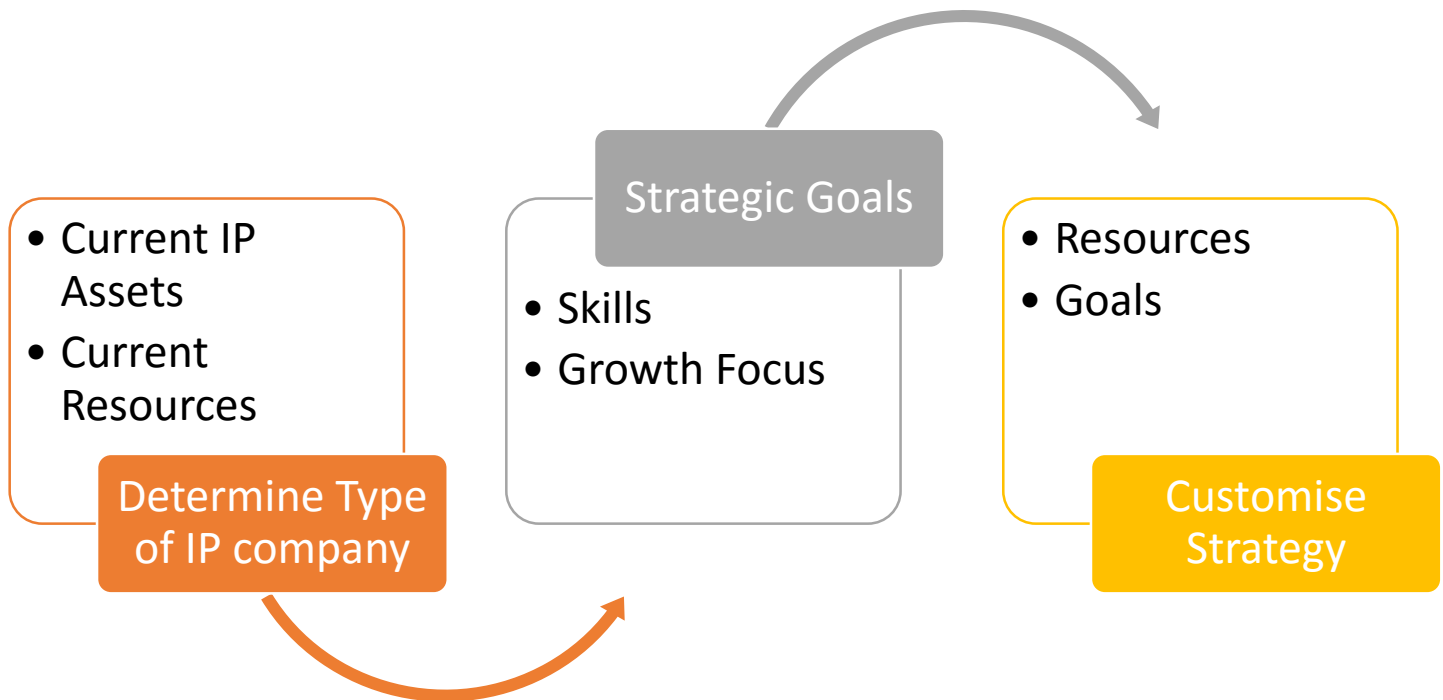 • Current IP
Assets
• Current
Resources
Determine Type
of IP company
Strategic Goals
• Skills
• Growth Focus
• Resources
• Goals
Customise
Strategy